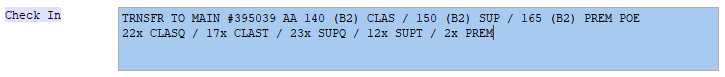 Check In
TRNSFR TO MAIN #395039 AA 140 (B2) CLAS / 150 (B2) SUP / 165 (B2) PREM POE
22x CLASQ / 17x CLAST / 23x SUPQ / 12x SUPT / 2x PREM